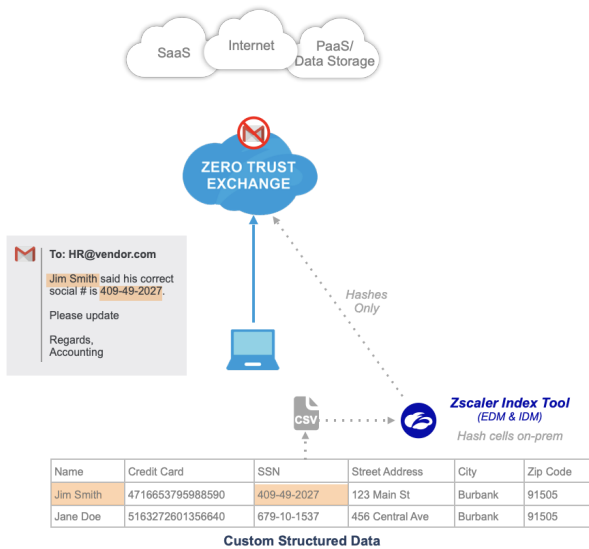 SaaS
Internet
PaaS/
Data Storage
ZERO TRUST
EXCHANGE
To: HR@vendor.com
Jim Smith said his correct
social # is 409-49-2027.
Please update
Regards,
Accounting
Hashes
Only
CSV
Zscaler Index Tool
(EDM & IDM)
Hash cells on-prem
Name Credit Card SSN Street Address City Zip Code
Jim Smith 4716653795988590 409-49-2027 123 Main St Burbank 91505
Jane Doe 5163272601356640 679-10-1537 456 Central Ave Burbank 91505
Custom Structured Data